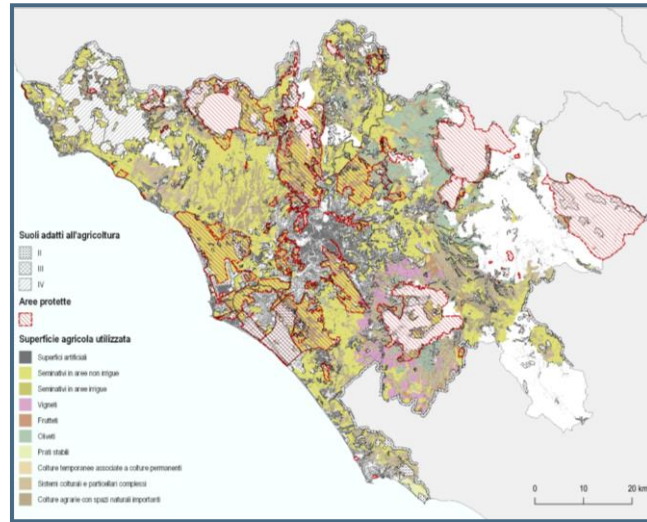 Suoli adatti all'agricoltura
II
III
IV
Aree protette
Superficie agricola utilizzata
Superfici artificiali
Seminativi in aree non irrigue
Seminativi in aree irrigue
Vigneti
Frutteti
Oliveti
Prati stabili
Colture temporanee associate a colture permanenti
Sistemi colturali e particellari complessi
Colture agrarie con spazi naturali importanti
0 10 20 km